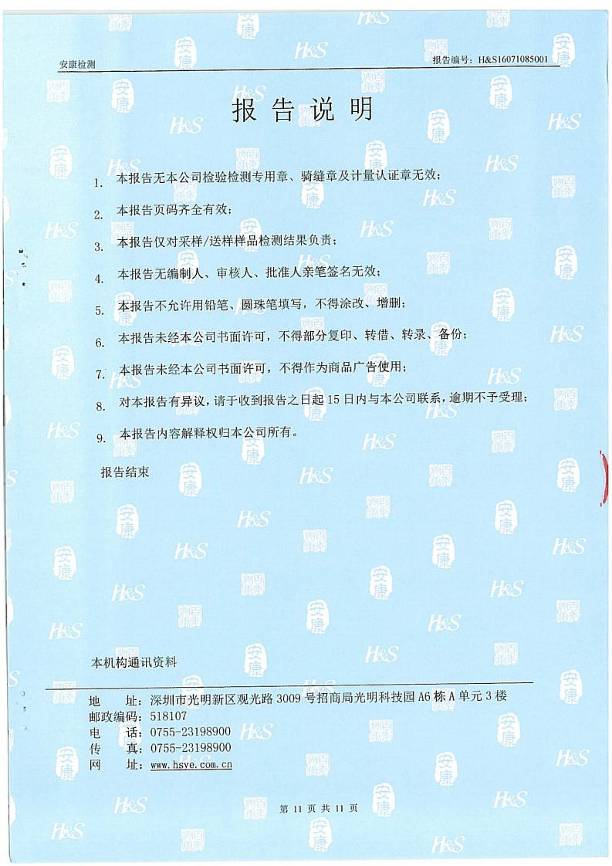 安康检测
报告编号：H&S16071085001
报告说明
1. 本报告无本公司检验检测专用章、骑缝章及计量认证章无效；
2. 本报告页码齐全有效；
3. 本报告仅对采样/送样样品检测结果负责；
4. 本报告无编制人、审核人、批准人亲笔签名无效；
5. 本报告不允许用铅笔、圆珠笔填写，不得涂改、增删；
6. 本报告未经本公司书面许可，不得部分复印、转借、转录、备份；
7. 本报告未经本公司书面许可，不得作为商品广告使用；
8. 对本报告有异议，请于收到报告之日起 15 日内与本公司联系，逾期不予受理；
9. 本报告内容解释权归本公司所有。
报告结束
本机构通讯资料
地 址：深圳市光明新区观光路 3009 号招商局光明科技园 A6 栋 A 单元 3 楼
邮政编码：518107
电 话：0755-23198900
传 真：0755-23198900
网 址：www.hsve.com.cn
第 11 页 共 11 页